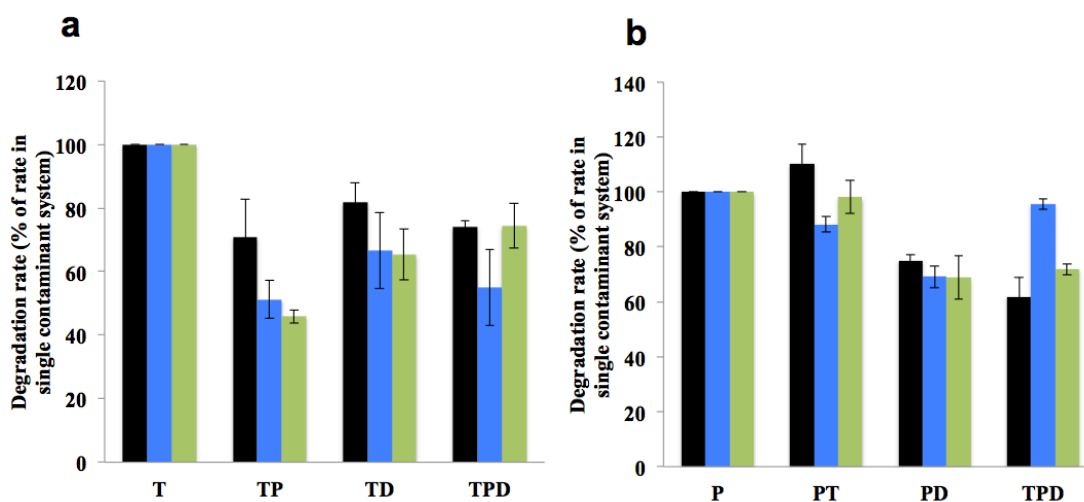 a
Degradation rate (% of rate in
single contaminant system)
120
100
80
60
40
20
0
T TP TD TPD
b
Degradation rate (% of rate in
single contaminant system)
140
120
100
80
60
40
20
0
P PT PD TPD